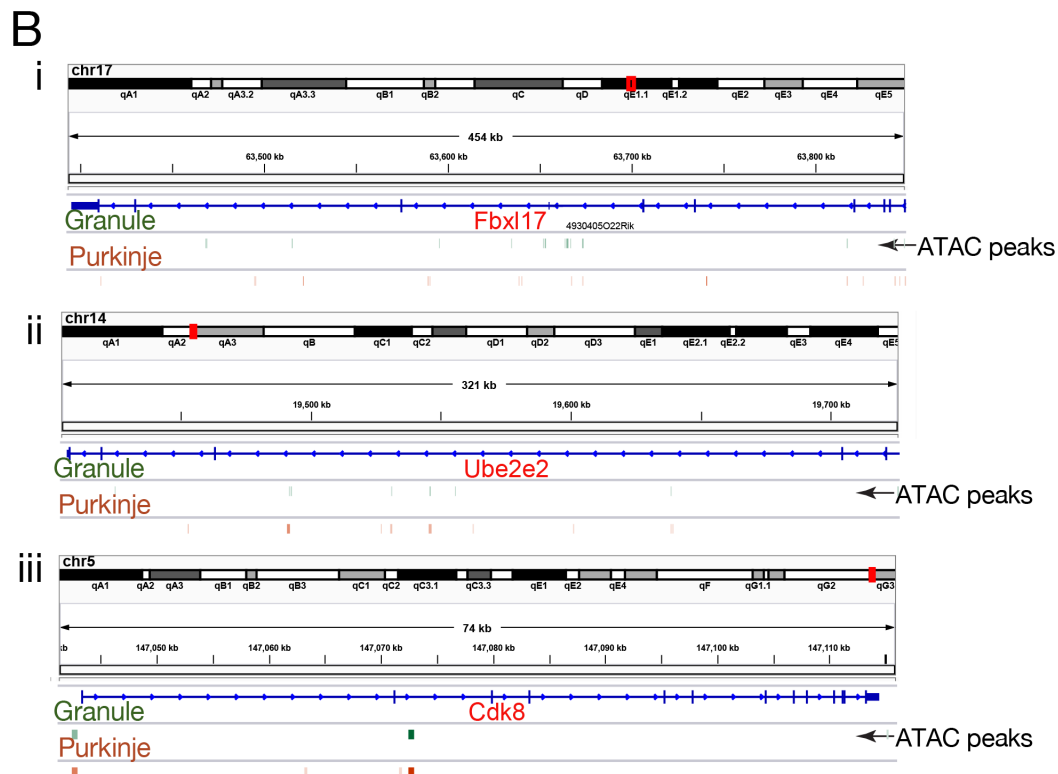 B
i
chr17
qA1 qA2 qA3.2 qA3.3 qB1 qB2 qC qD qE1.1 qE1.2 qE2 qE3 qE4 qE5
454 kb
63,500 kb 63,600 kb 63,700 kb 63,800 kb
Granule Fbxl17 4930405O22Rik
ATAC peaks
Purkinje
ii
chr14
qA1 qA2 qA3 qB qC1 qC2 qD1 qD2 qD3 qE1 qE2.1 qE2.2 qE3 qE4 qE5
321 kb
19,500 kb 19,600 kb 19,700 kb
Granule Ube2e2
ATAC peaks
Purkinje
iii
chr5
qA1 qA2 qA3 qB1 qB2 qB3 qC1 qC2 qC3.1 qC3.3 qE1 qE2 qE4 qF qG1.1 qG2 qG3
74 kb
kb 147,050 kb 147,060 kb 147,070 kb 147,080 kb 147,090 kb 147,100 kb 147,110 kb
Granule Cdk8
ATAC peaks
Purkinje